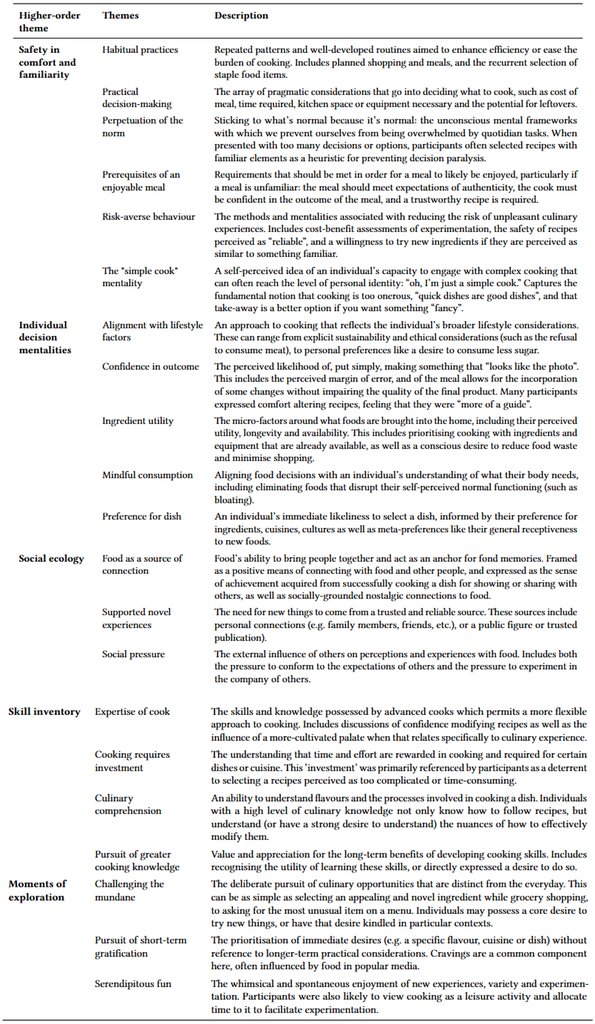 Higher-order theme Themes Description
Safety in comfort and familiarity
Habitual practices
Repeated patterns and well-developed routines aimed to enhance efficiency or ease the
burden of cooking. Includes planned shopping and meals, and the recurrent selection of
staple food items.
Practical
decision-making
The array of pragmatic considerations that go into deciding what to cook, such as cost of
meal, time required, kitchen space or equipment necessary and the potential for leftovers.
Perpetuation of the
norm
Sticking to what's normal because it's normal: the unconscious mental frameworks
with which we prevent ourselves from being overwhelmed by quotidian tasks. When
presented with too many decisions or options, participants often selected recipes with
familiar elements as a heuristic for preventing decision paralysis.
Prerequisites of an
enjoyable meal
Requirements that should be met in order for a meal to likely be enjoyed, particularly if
a meal is unfamiliar: the meal should meet expectations of authenticity, the cook must
be confident in the outcome of the meal, and a trustworthy recipe is required.
Risk-averse behaviour
The methods and mentalities associated with reducing the risk of unpleasant culinary
experiences. Includes cost-benefit assessments of experimentation, the safety of recipes
perceived as "reliable", and a willingness to try new ingredients if they are perceived as
similar to something familiar.
The "simple cook"
mentality
A self-perceived idea of an individual's capacity to engage with complex cooking that
can often reach the level of personal identity: "oh, I'm just a simple cook." Captures the
fundamental notion that cooking is too onerous, "quick dishes are good dishes", and that
take-away is a better option if you want something "fancy".
Individual
decision
mentalities
Alignment with lifestyle
factors
An approach to cooking that reflects the individual's broader lifestyle considerations.
These can range from explicit sustainability and ethical considerations (such as the refusal
to consume meat), to personal preferences like a desire to consume less sugar.
Confidence in outcome
The perceived likelihood of, put simply, making something that "looks like the photo".
This includes the perceived margin of error, and of the meal allows for the incorporation
of some changes without impairing the quality of the final product. Many participants
expressed comfort altering recipes, feeling that they were "more of a guide".
Ingredient utility
The micro-factors around what foods are brought into the home, including their perceived
utility, longevity and availability. This includes prioritising cooking with ingredients and
equipment that are already available, as well as a conscious desire to reduce food waste
and minimise shopping.
Mindful consumption
Aligning food decisions with an individual's understanding of what their body needs,
including eliminating foods that disrupt their self-perceived normal functioning (such as
bloating).
Preference for dish
An individual's immediate likeliness to select a dish, informed by their preference for
ingredients, cuisines, cultures as well as meta-preferences like their general receptiveness
to new foods.
Social ecology
Food as a source of
connection
Food's ability to bring people together and act as an anchor for fond memories. Framed
as a positive means of connecting with food and other people, and expressed as the sense
of achievement acquired from successfully cooking a dish for showing or sharing with
others, as well as socially-grounded nostalgic connections to food.
Supported novel
experiences
The need for new things to come from a trusted and reliable source. These sources include
personal connections (e.g. family members, friends, etc.), or a public figure or trusted
publication).
Social pressure
The external influence of others on perceptions and experiences with food. Includes both
the pressure to conform to the expectations of others and the pressure to experiment in
the company of others.
Skill inventory
Expertise of cook
The skills and knowledge possessed by advanced cooks which permits a more flexible
approach to cooking. Includes discussions of confidence modifying recipes as well as the
influence of a more-cultivated palate when that relates specifically to culinary experience.
Cooking requires
investment
The understanding that time and effort are rewarded in cooking and required for certain
dishes or cuisine. This 'investment' was primarily referenced by participants as a deterrent
to selecting a recipes perceived as too complicated or time-consuming.
Culinary
comprehension
An ability to understand flavours and the processes involved in cooking a dish. Individuals
with a high level of culinary knowledge not only know how to follow recipes, but
understand (or have a strong desire to understand) the nuances of how to effectively
modify them.
Pursuit of greater
cooking knowledge
Value and appreciation for the long-term benefits of developing cooking skills. Includes
recognising the utility of learning these skills, or directly expressed a desire to do so.
Moments of
exploration
Challenging the
mundane
The deliberate pursuit of culinary opportunities that are distinct from the everyday. This
can be as simple as selecting an appealing and novel ingredient while grocery shopping,
to asking for the most unusual item on a menu. Individuals may possess a core desire to
try new things, or have that desire kindled in particular contexts.
Pursuit of short-term
gratification
The prioritisation of immediate desires (e.g. a specific flavour, cuisine or dish) without
reference to longer-term practical considerations. Cravings are a common component
here, often influenced by food in popular media.
Serendipitous fun
The whimsical and spontaneous enjoyment of new experiences, variety and experimen-
tation. Participants were also likely to view cooking as a leisure activity and allocate
time to it to facilitate experimentation.